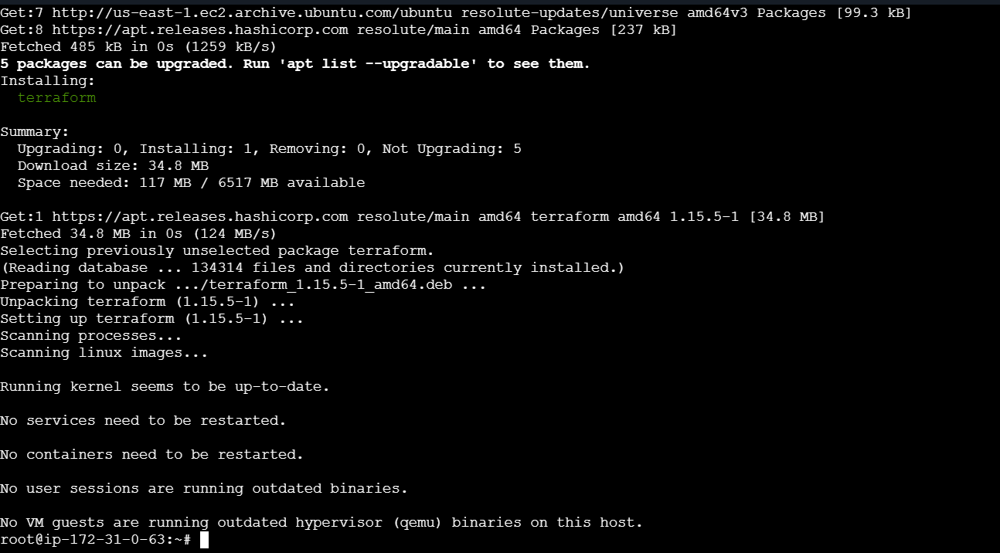 Get:7 http://us-east-1.ec2.archive.ubuntu.com/ubuntu resolute-updates/universe amd64v3 Packages [99.3 kB]
Get:8 https://apt.releases.hashicorp.com resolute/main amd64 Packages [237 kB]
Fetched 485 kB in 0s (1259 kB/s)
5 packages can be upgraded. Run 'apt list --upgradable' to see them.
Installing:
  terraform

Summary:
  Upgrading: 0, Installing: 1, Removing: 0, Not Upgrading: 5
  Download size: 34.8 MB
  Space needed: 117 MB / 6517 MB available

Get:1 https://apt.releases.hashicorp.com resolute/main amd64 terraform amd64 1.15.5-1 [34.8 MB]
Fetched 34.8 MB in 0s (124 MB/s)
Selecting previously unselected package terraform.
(Reading database ... 134314 files and directories currently installed.)
Preparing to unpack .../terraform_1.15.5-1_amd64.deb ...
Unpacking terraform (1.15.5-1) ...
Setting up terraform (1.15.5-1) ...
Scanning processes...
Scanning linux images...

Running kernel seems to be up-to-date.

No services need to be restarted.

No containers need to be restarted.

No user sessions are running outdated binaries.

No VM guests are running outdated hypervisor (qemu) binaries on this host.
root@ip-172-31-0-63:~#